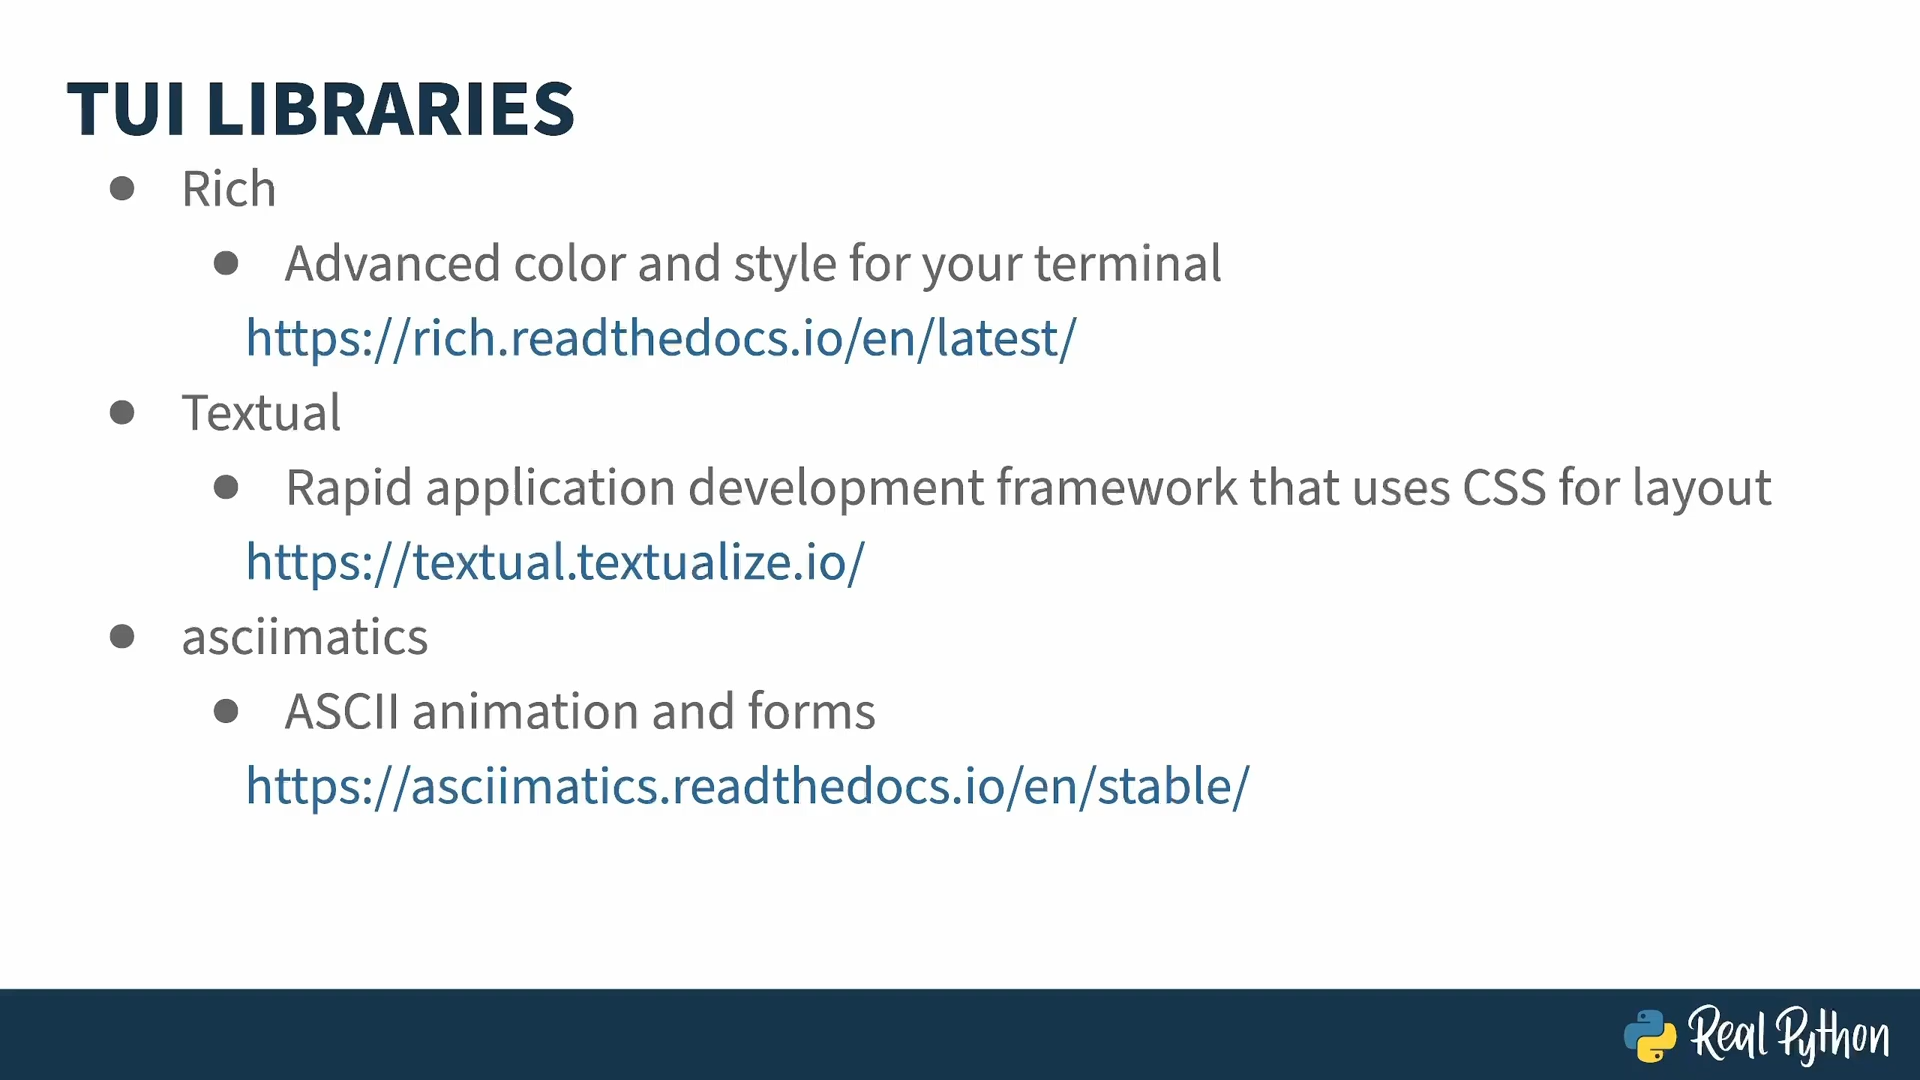 TUI LIBRARIES
● Rich
● Advanced color and style for your terminal
https://rich.readthedocs.io/en/latest/
● Textual
● Rapid application development framework that uses CSS for layout
https://textual.textualize.io/
● asciimatics
● ASCII animation and forms
https://asciimatics.readthedocs.io/en/stable/
Real Python